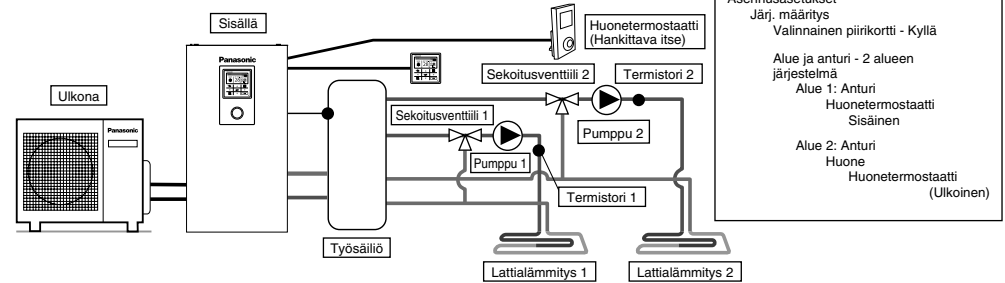 Asennusasetukset
Järj. määritys
Valinnainen piirikortti - Kyllä
Alue ja anturi - 2 alueen
järjestelmä
Alue 1: Anturi
Huonetermostaatti
Sisäinen
Alue 2: Anturi
Huone
Huonetermostaatti
(Ulkoinen)
Sisällä
Huonetermostaatti
(Hankittava itse)
Panasonic
Sekoitusventtiili 2
Termistori 2
Ulkona
Panasonic
Sekoitusventtiili 1
Pumppu 2
Pumppu 1
Termistori 1
Työsäiliö
Lattialämmitys 1
Lattialämmitys 2